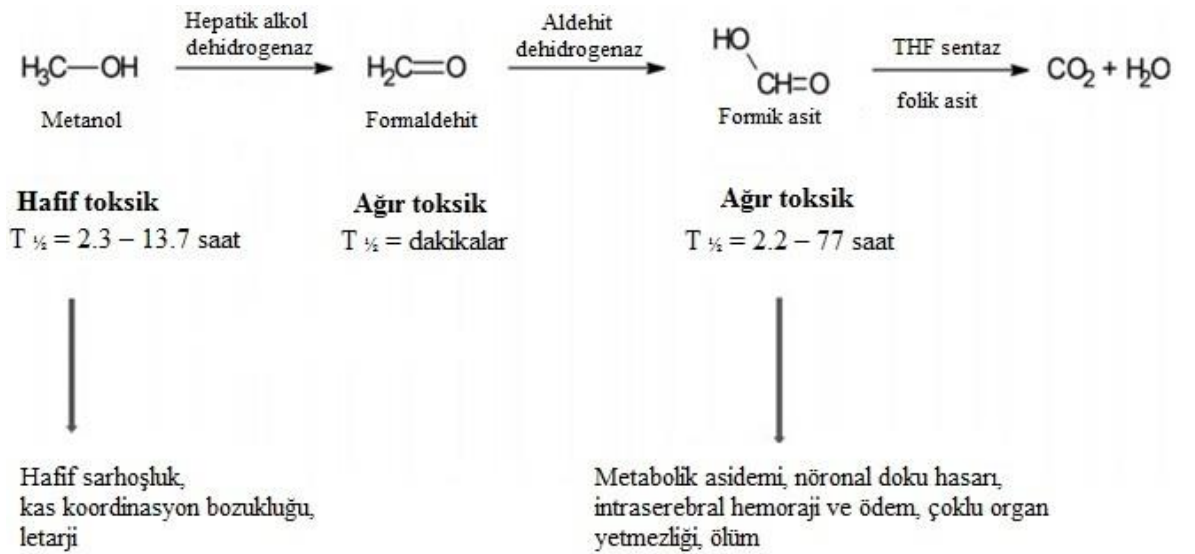 Hepatik alkol
dehidrogenaz
Aldehit
dehidrogenaz
THF sentaz
folik asit
H₃C—OH
H₂C=O
HO
CH=O
CO₂ + H₂O
Metanol
Formaldehit
Formik asit
Hafif toksik
T ½ = 2.3 – 13.7 saat
Ağır toksik
T ½ = dakikalar
Ağır toksik
T ½ = 2.2 – 77 saat
Hafif sarhoşluk,
kas koordinasyon bozukluğu,
letarji
Metabolik asidemi, nöronal doku hasarı,
intraserebral hemoraji ve ödem, çoklu organ
yetmezliği, ölüm